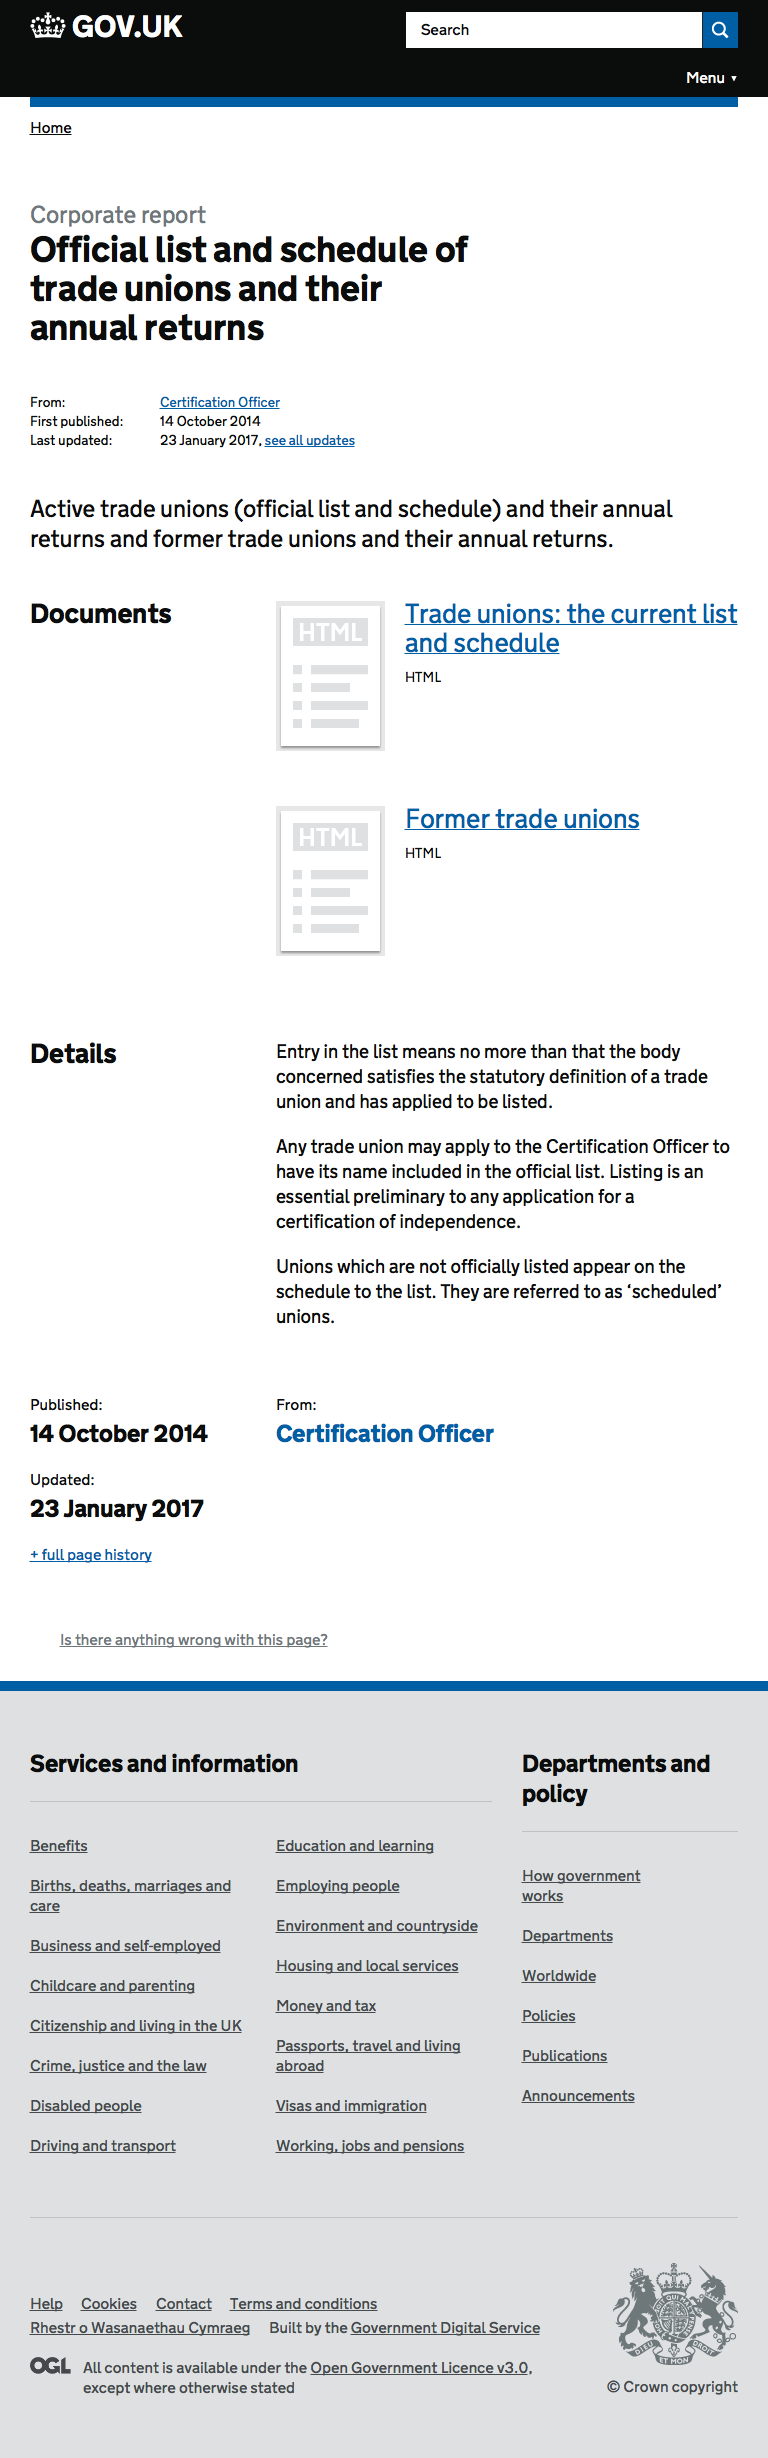 GOV.UK
Search
Menu ▼
Home
Corporate report
Official list and schedule of
trade unions and their
annual returns
From: Certification Officer
First published: 14 October 2014
Last updated: 23 January 2017, see all updates
Active trade unions (official list and schedule) and their annual
returns and former trade unions and their annual returns.
Documents
HTML
Trade unions: the current list
and schedule
HTML
HTML
Former trade unions
HTML
Details
Entry in the list means no more than that the body
concerned satisfies the statutory definition of a trade
union and has applied to be listed.
Any trade union may apply to the Certification Officer to
have its name included in the official list. Listing is an
essential preliminary to any application for a
certification of independence.
Unions which are not officially listed appear on the
schedule to the list. They are referred to as ‘scheduled’
unions.
Published:
14 October 2014
From:
Certification Officer
Updated:
23 January 2017
+ full page history
Is there anything wrong with this page?
Services and information
Benefits
Births, deaths, marriages and
care
Business and self-employed
Childcare and parenting
Citizenship and living in the UK
Crime, justice and the law
Disabled people
Driving and transport
Education and learning
Employing people
Environment and countryside
Housing and local services
Money and tax
Passports, travel and living
abroad
Visas and immigration
Working, jobs and pensions
Departments and
policy
How government
works
Departments
Worldwide
Policies
Publications
Announcements
Help Cookies Contact Terms and conditions
Rhestr o Wasanaethau Cymraeg Built by the Government Digital Service
OGL All content is available under the Open Government Licence v3.0,
except where otherwise stated
DIEU ET MON DROIT
© Crown copyright